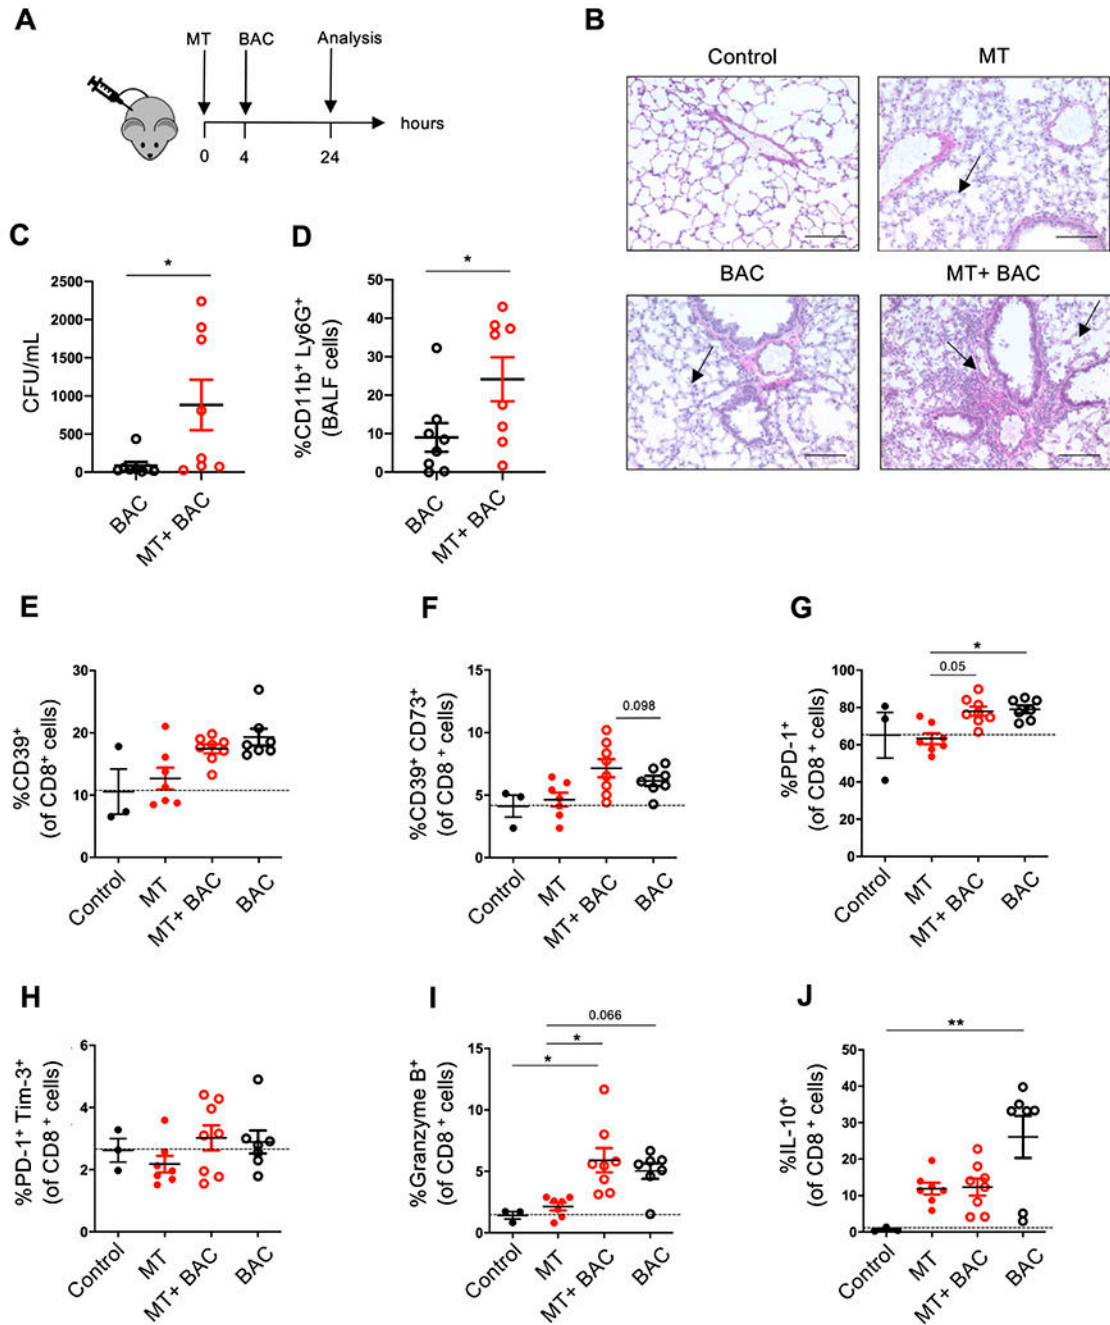 A
MT
BAC
Analysis
hours
0
4
24
B
Control
MT
BAC
MT+ BAC
C
*
CFU/mL
2500
2000
1500
1000
500
0
BAC
MT+ BAC
D
*
%CD11b⁺ Ly6G⁺
(BALF cells)
50
40
30
20
10
0
BAC
MT+ BAC
E
%CD39⁺
(of CD8⁺ cells)
30
20
10
0
Control
MT
MT+ BAC
BAC
F
%CD39⁺ CD73⁺
(of CD8⁺ cells)
15
10
5
0
0.098
Control
MT
MT+ BAC
BAC
G
%PD-1⁺
(of CD8⁺ cells)
100
80
60
40
20
0
*
0.05
Control
MT
MT+ BAC
BAC
H
%PD-1⁺ Tim-3⁺
(of CD8⁺ cells)
6
4
2
0
Control
MT
MT+ BAC
BAC
I
%Granzyme B⁺
(of CD8⁺ cells)
15
10
5
0
0.066
*
*
Control
MT
MT+ BAC
BAC
J
%IL-10⁺
(of CD8⁺ cells)
50
40
30
20
10
0
**
Control
MT
MT+ BAC
BAC